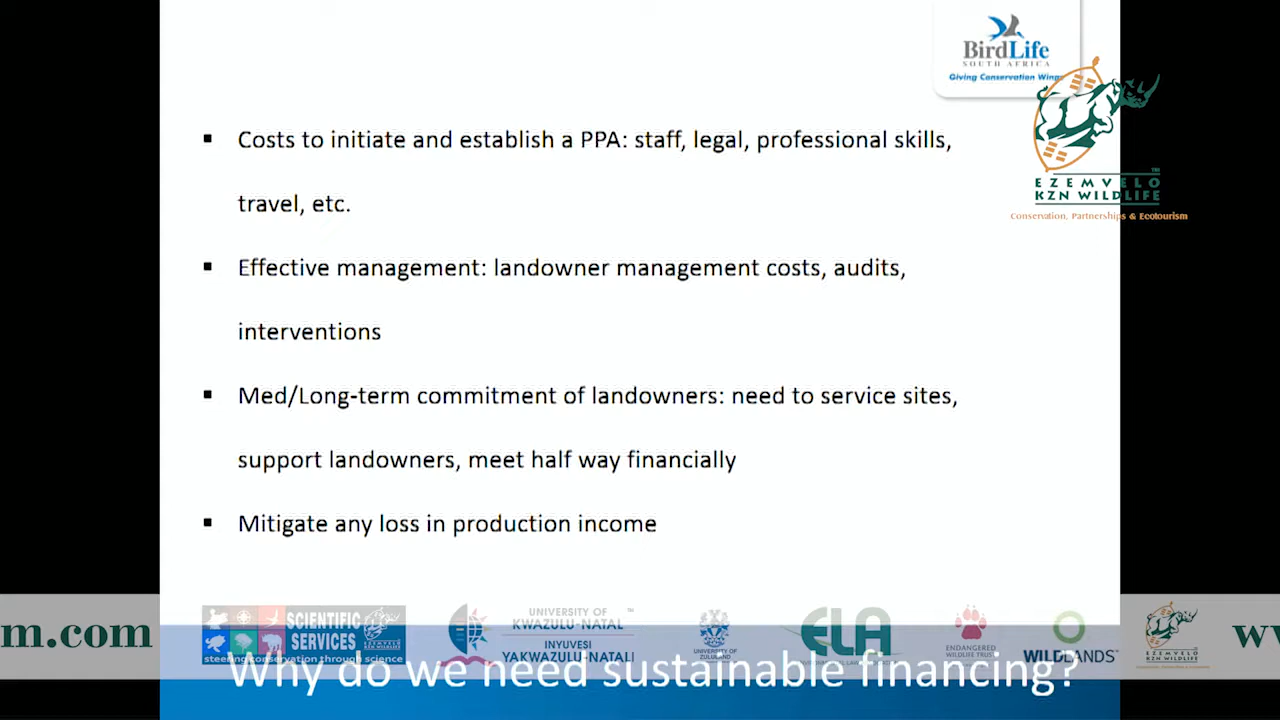 BirdLife
SOUTH AFRICA
Giving Conservation Wings
EZEMVELO
KZN WILDLIFE
Conservation, Partnerships & Ecotourism
▪ Costs to initiate and establish a PPA: staff, legal, professional skills,
travel, etc.
▪ Effective management: landowner management costs, audits,
interventions
▪ Med/Long-term commitment of landowners: need to service sites,
support landowners, meet half way financially
▪ Mitigate any loss in production income
m.com
SCIENTIFIC
SERVICES
steering conservation through science
UNIVERSITY OF
KWAZULU-NATAL
INYUVESI
YAKWAZULU-NATALI
UNIVERSITY OF
ZULULAND
ELA
ENDANGERED
WILDLIFE TRUST
WILDLANDS
EZEMVELO
KZN WILDLIFE
Why do we need sustainable financing?